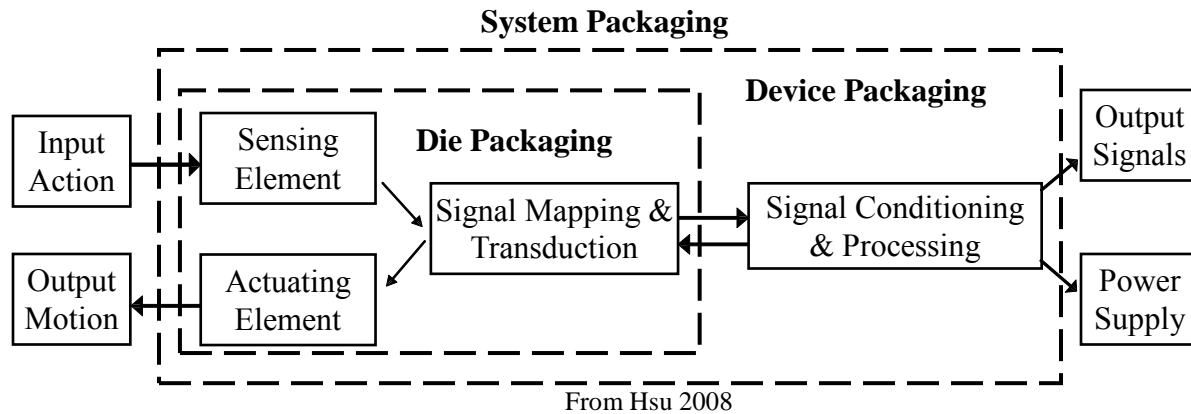 System Packaging
Device Packaging
Die Packaging
Input
Action
Sensing
Element
Signal Mapping &
Transduction
Signal Conditioning
& Processing
Output
Signals
Output
Motion
Actuating
Element
Power
Supply
From Hsu 2008